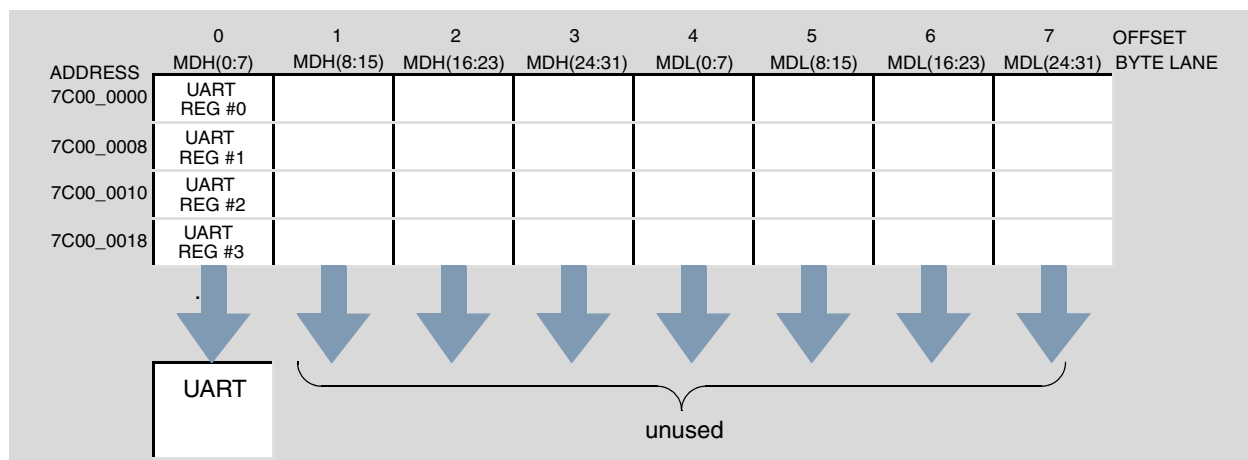 0 1 2 3 4 5 6 7 OFFSET
ADDRESS MDH(0:7) MDH(8:15) MDH(16:23) MDH(24:31) MDL(0:7) MDL(8:15) MDL(16:23) MDL(24:31) BYTE LANE
7C00_0000 UART
REG #0
7C00_0008 UART
REG #1
7C00_0010 UART
REG #2
7C00_0018 UART
REG #3
.
UART
unused